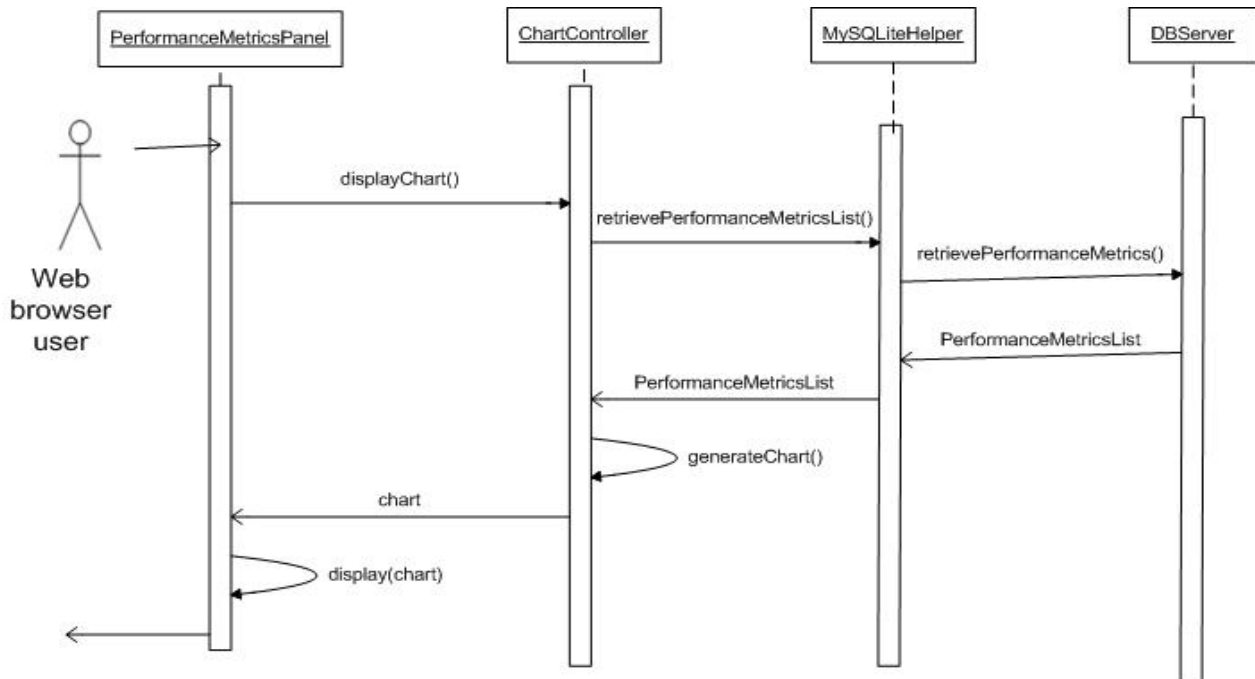 PerformanceMetricsPanel
ChartController
MySQLiteHelper
DBServer
displayChart()
retrievePerformanceMetricsList()
retrievePerformanceMetrics()
Web
browser
user
PerformanceMetricsList
PerformanceMetricsList
generateChart()
chart
display(chart)